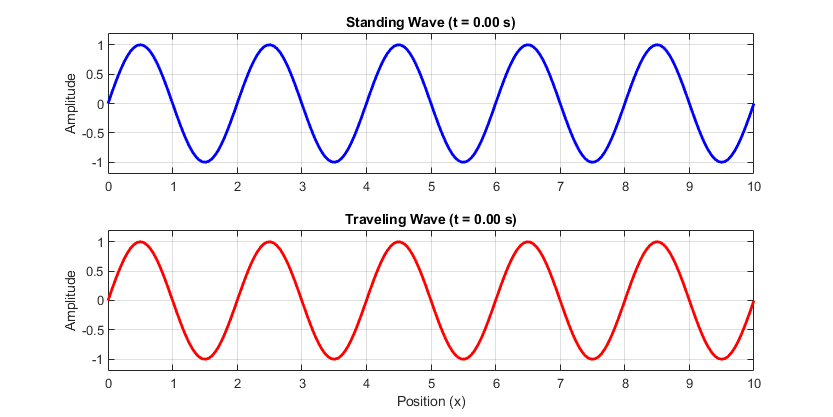 Standing Wave (t = 0.00 s)
Amplitude
1
0.5
0
-0.5
-1
0 1 2 3 4 5 6 7 8 9 10
Traveling Wave (t = 0.00 s)
Amplitude
1
0.5
0
-0.5
-1
0 1 2 3 4 5 6 7 8 9 10
Position (x)